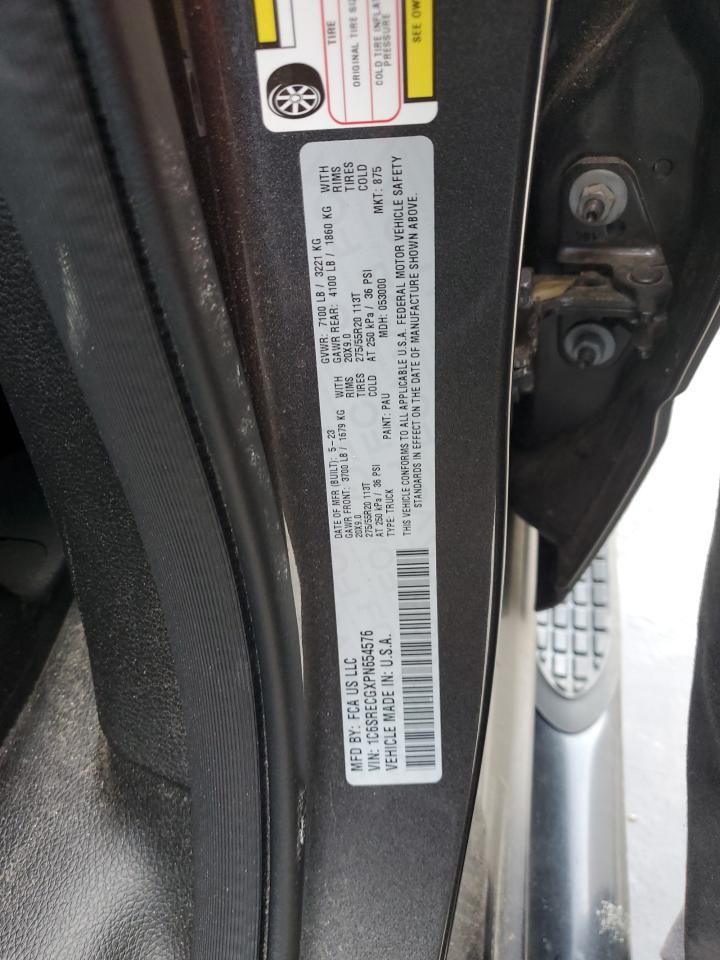 TIRE
ORIGINAL TIRE SIZ
COLD TIRE INFLAT
PRESSURE
SEE OW
MFD BY: FCA US LLC
VIN: 1C6SRECGXPN654576
VEHICLE MADE IN: U.S.A.
DATE OF MFR (BUILT): 5-23
GAWR FRONT: 3700 LB / 1679 KG WITH
20X9.0 RIMS
275/55R20 113T TIRES
AT 250 kPa / 36 PSI COLD
TYPE: TRUCK PAINT: PAU
GVWR: 7100 LB / 3221 KG
GAWR REAR: 4100 LB / 1860 KG WITH
20X9.0 RIMS
275/55R20 113T TIRES
AT 250 kPa / 36 PSI COLD
MDH: 053000 MKT: 875
THIS VEHICLE CONFORMS TO ALL APPLICABLE U.S.A. FEDERAL MOTOR VEHICLE SAFETY
STANDARDS IN EFFECT ON THE DATE OF MANUFACTURE SHOWN ABOVE.